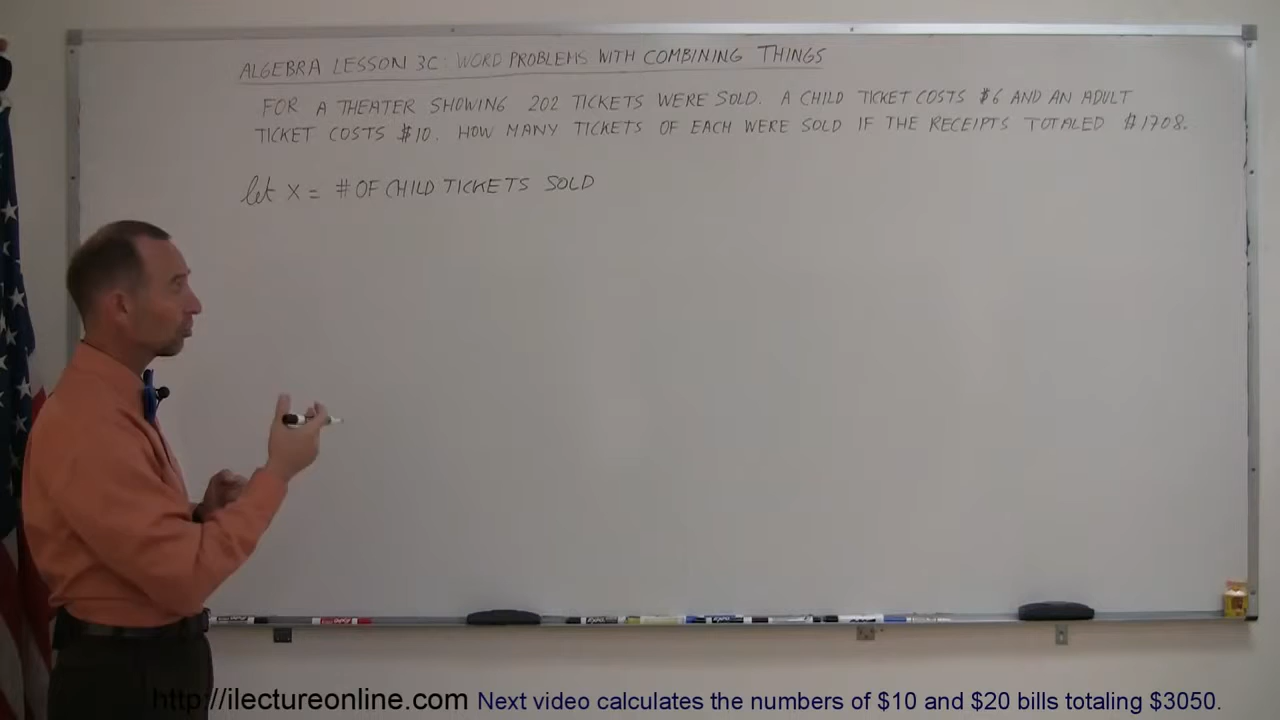 ALGEBRA LESSON 3C: WORD PROBLEMS WITH COMBINING THINGS
FOR A THEATER SHOWING 202 TICKETS WERE SOLD. A CHILD TICKET COSTS $6 AND AN ADULT
TICKET COSTS $10. HOW MANY TICKETS OF EACH WERE SOLD IF THE RECEIPTS TOTALED $1708.
let x = # OF CHILD TICKETS SOLD
http://ilectureonline.com Next video calculates the numbers of $10 and $20 bills totaling $3050.